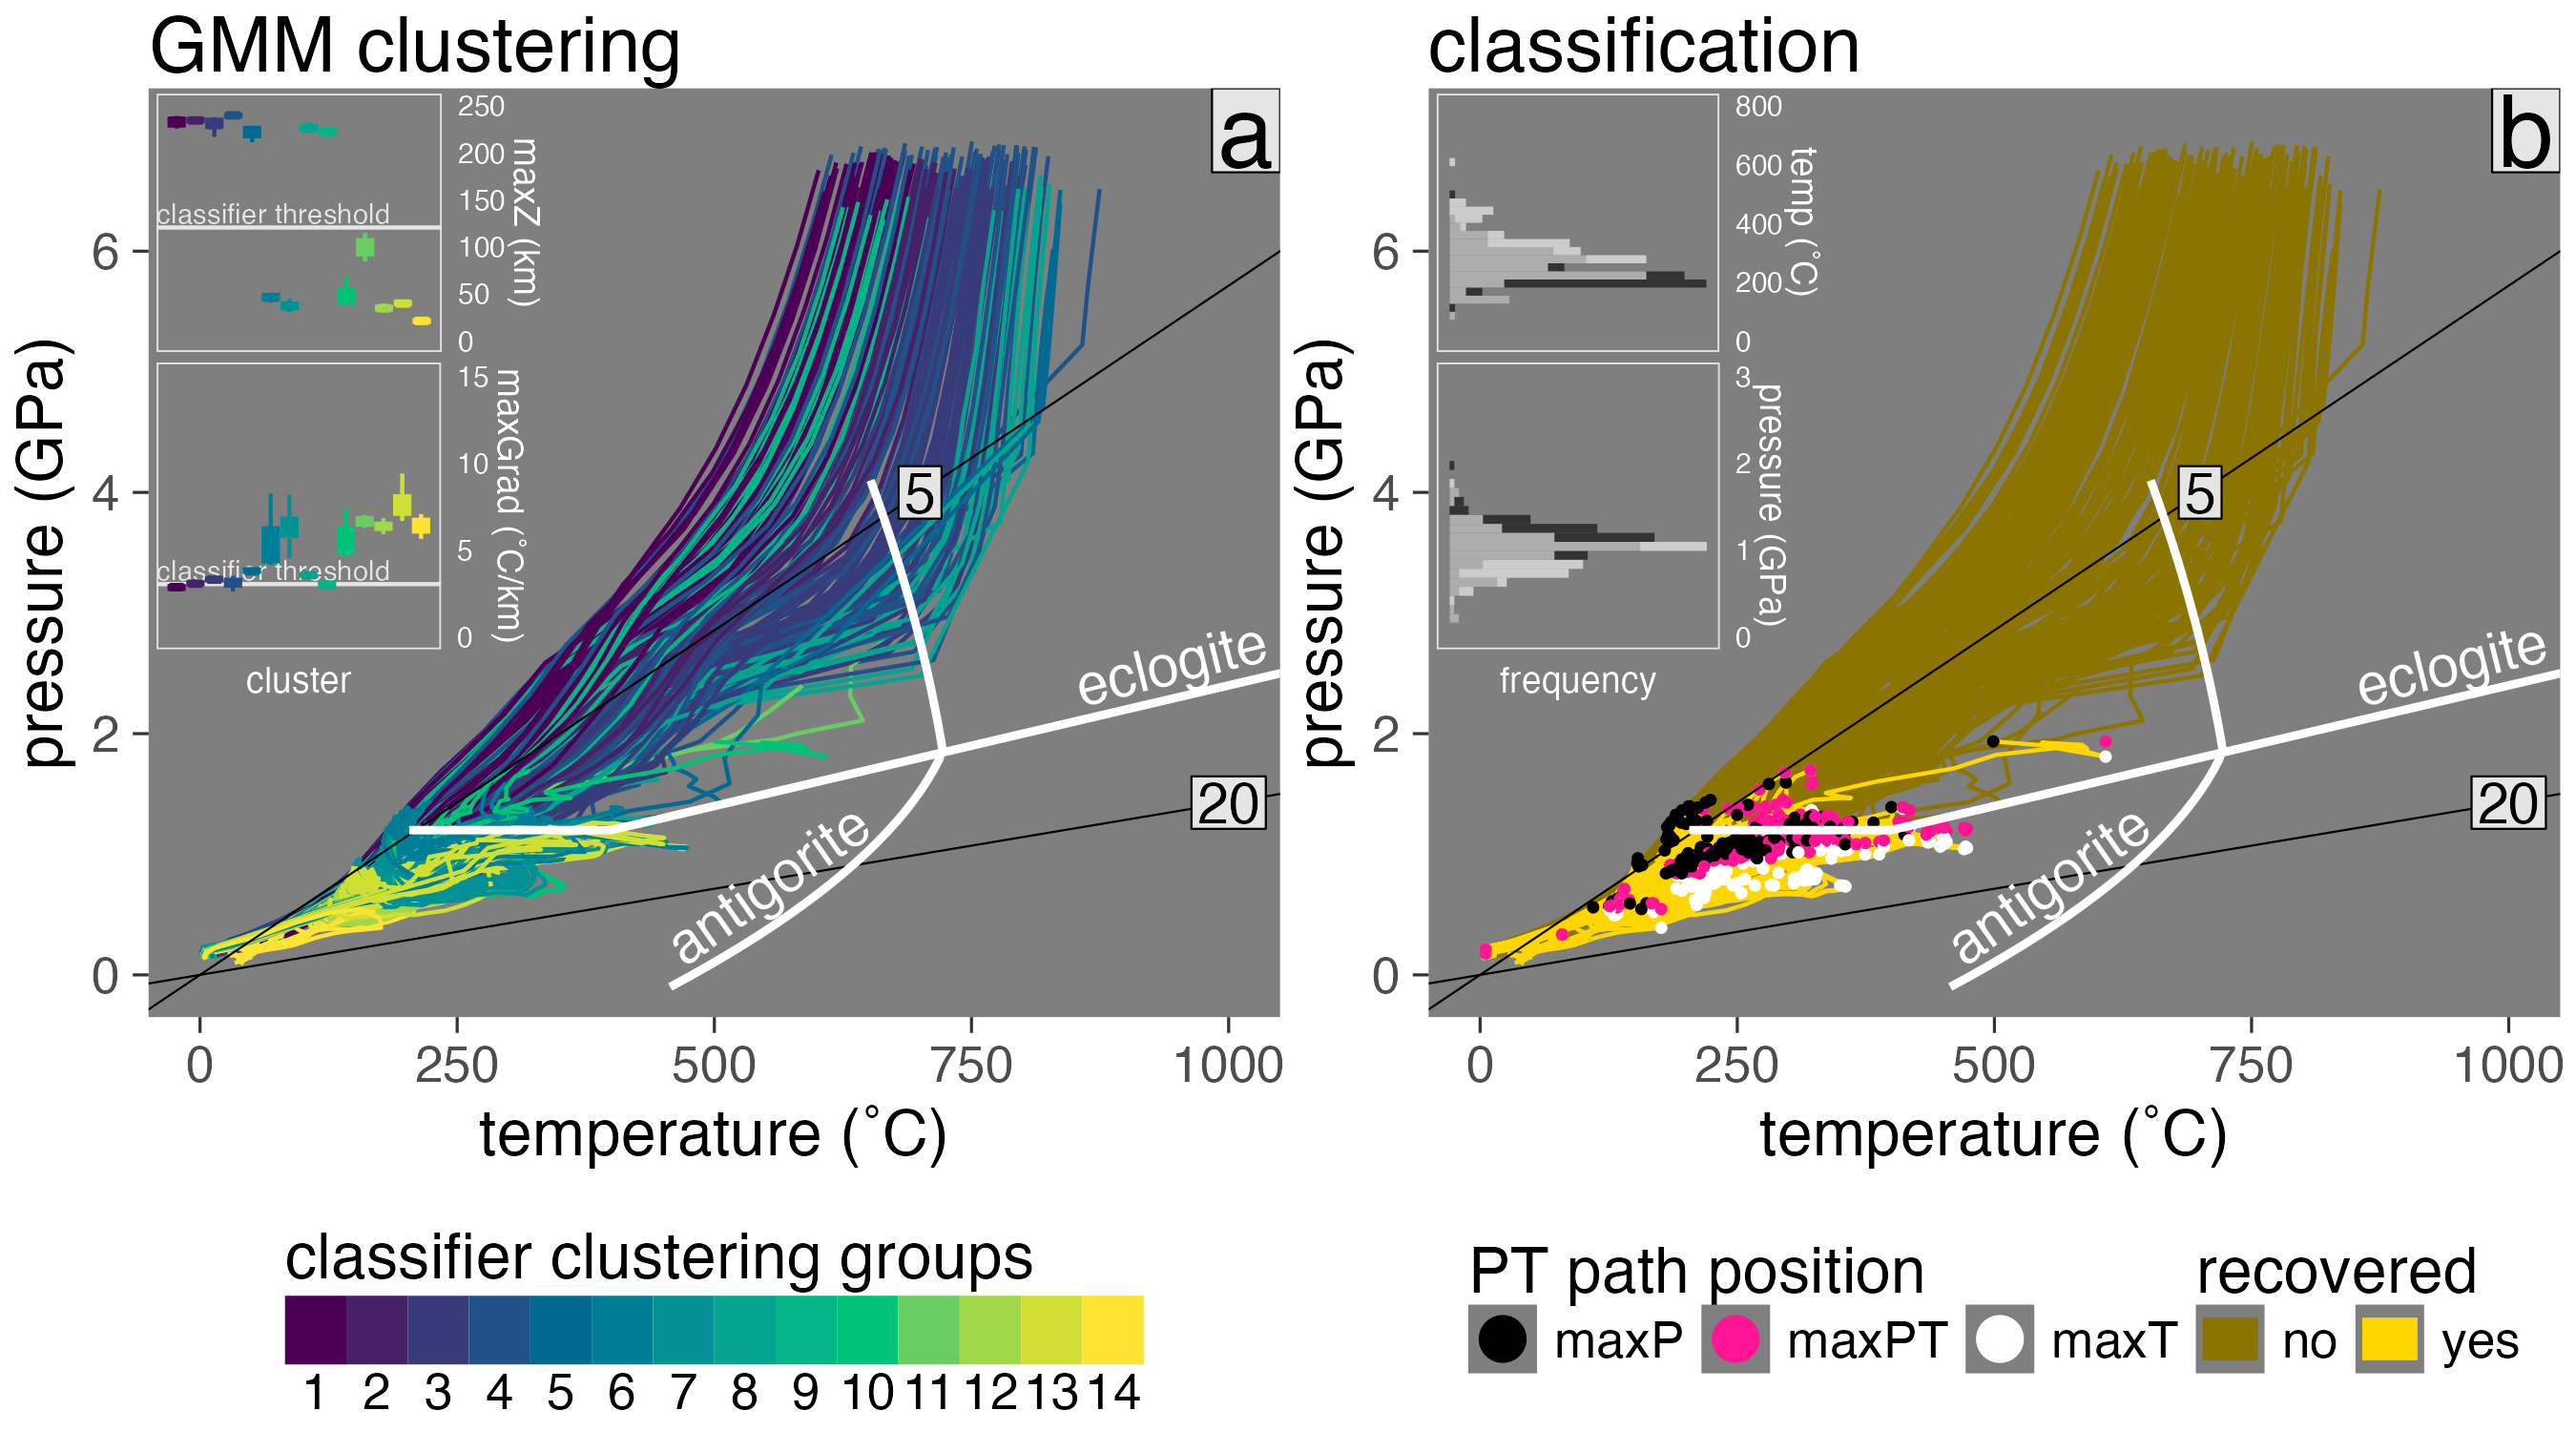 GMM clustering
classification
a
b
250
200
150
100
50
0
maxZ (km)
classifier threshold
15
10
5
0
maxGrad (˚C/km)
classifier threshold
cluster
800
600
400
200
0
temp (˚C)
3
2
1
0
pressure (GPa)
frequency
6
4
2
0
pressure (GPa)
5
20
eclogite
antigorite
0 250 500 750 1000
temperature (˚C)
6
4
2
0
pressure (GPa)
5
20
eclogite
antigorite
0 250 500 750 1000
temperature (˚C)
classifier clustering groups
1 2 3 4 5 6 7 8 9 10 11 12 13 14
PT path position
maxP maxPT maxT
recovered
no yes